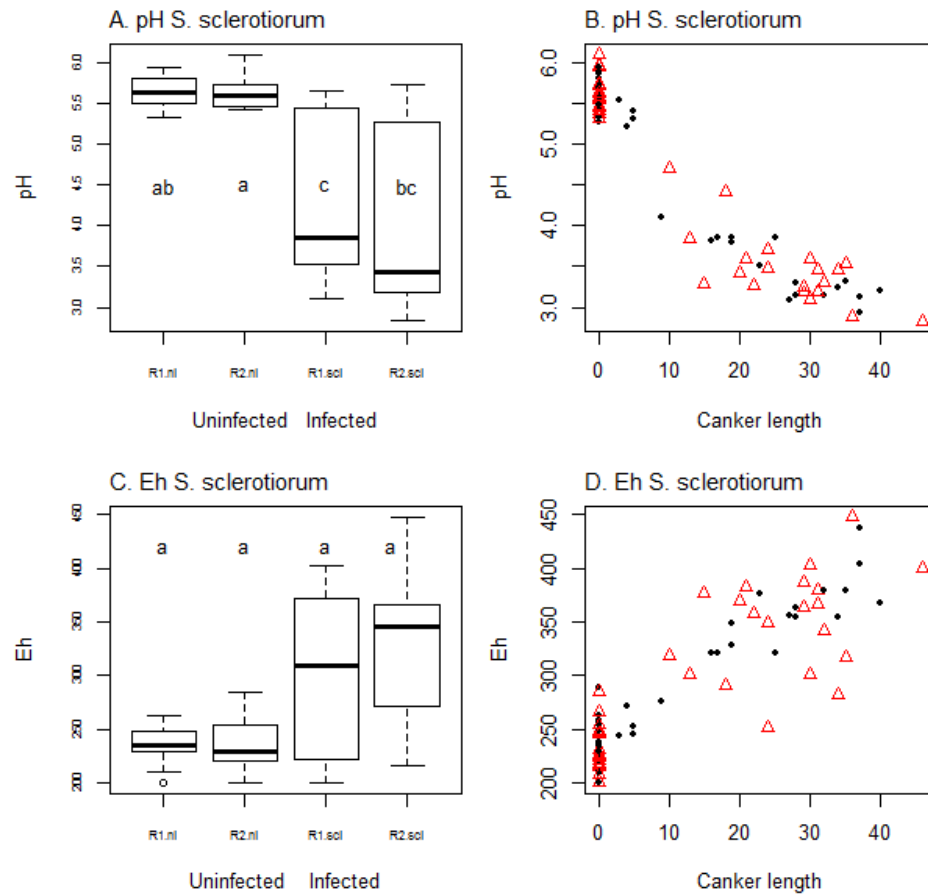 A. pH S. sclerotiorum
pH
6.0
5.5
5.0
4.5
4.0
3.5
3.0
ab
a
c
bc
R1.nl
R2.nl
R1.scl
R2.scl
Uninfected Infected
B. pH S. sclerotiorum
pH
6.0
5.0
4.0
3.0
0 10 20 30 40
Canker length
C. Eh S. sclerotiorum
Eh
450
400
350
300
250
200
a
a
a
a
R1.nl
R2.nl
R1.scl
R2.scl
Uninfected Infected
D. Eh S. sclerotiorum
Eh
450
400
350
300
250
200
0 10 20 30 40
Canker length